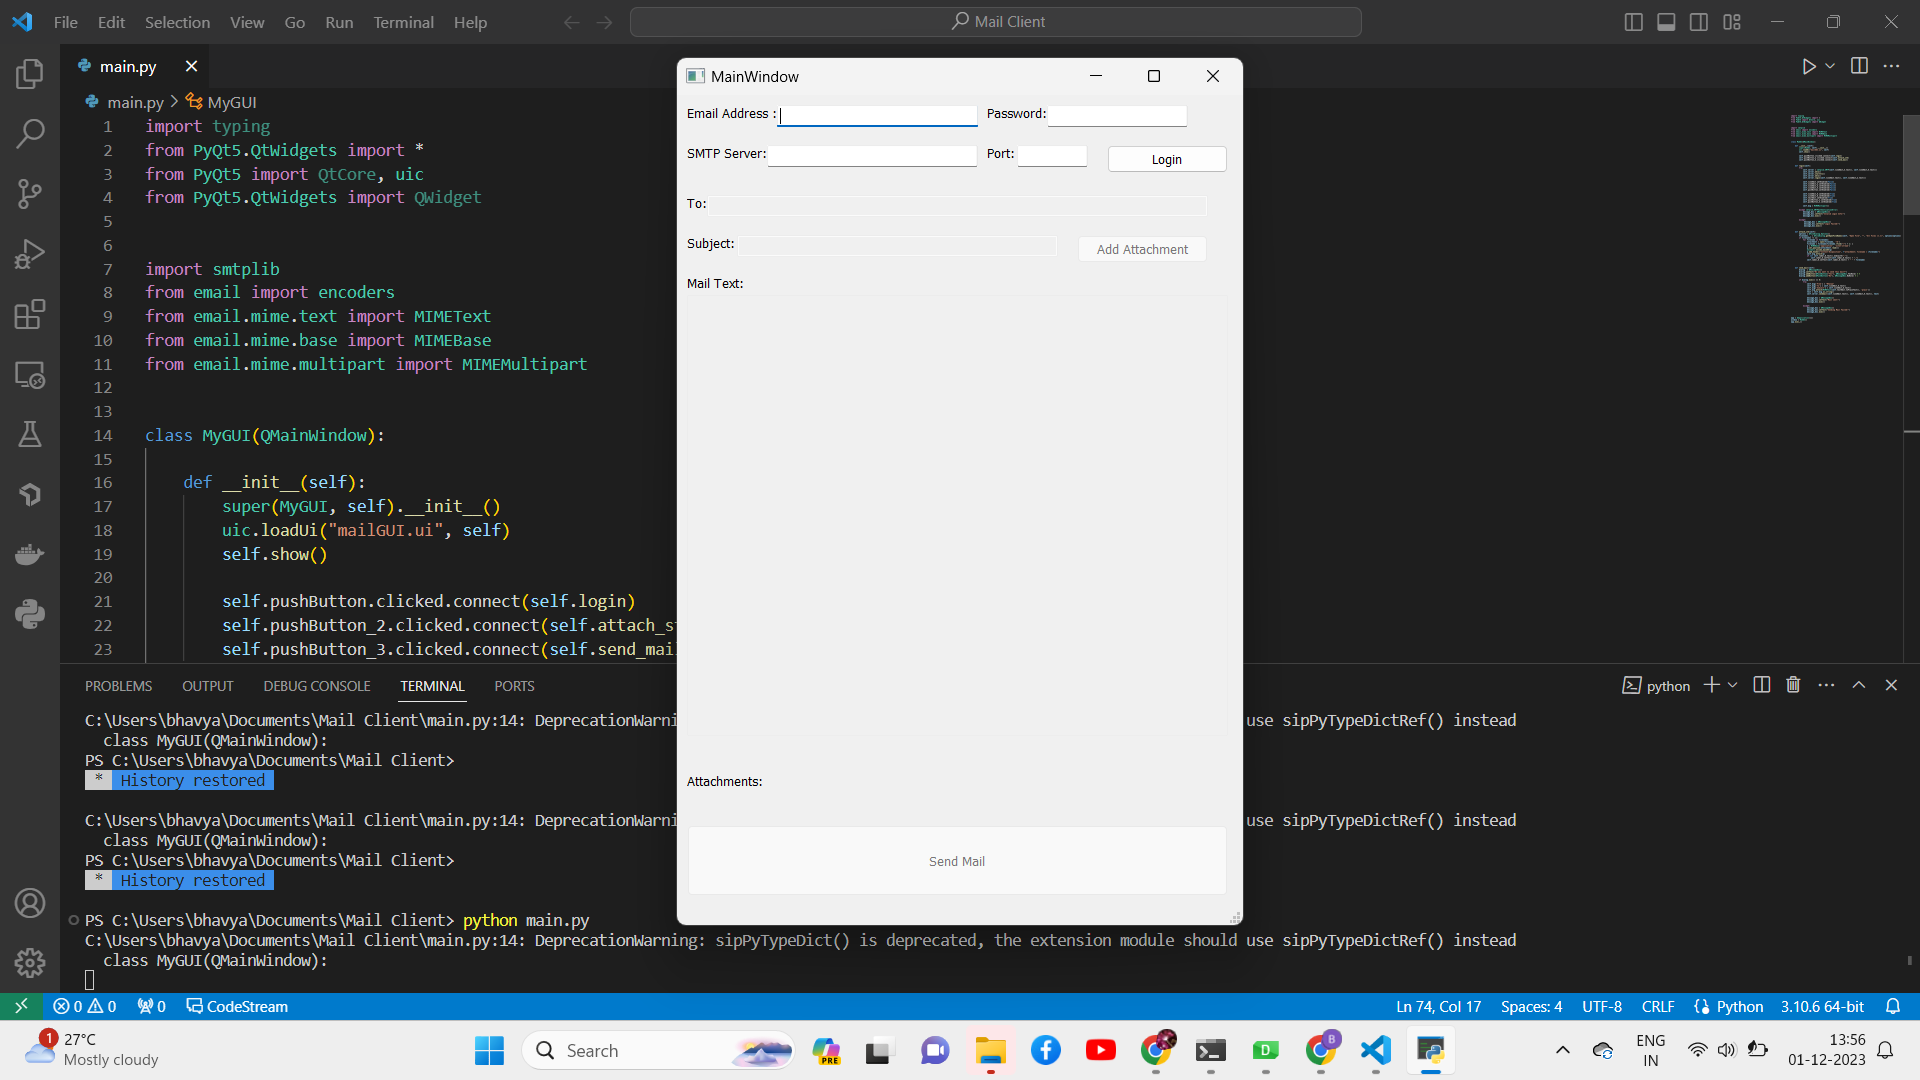 File Edit Selection View Go Run Terminal Help
Mail Client
main.py
main.py > MyGUI
1 import typing
2 from PyQt5.QtWidgets import *
3 from PyQt5 import QtCore, uic
4 from PyQt5.QtWidgets import QWidget
5
6
7 import smtplib
8 from email import encoders
9 from email.mime.text import MIMEText
10 from email.mime.base import MIMEBase
11 from email.mime.multipart import MIMEMultipart
12
13
14 class MyGUI(QMainWindow):
15
16 def __init__(self):
17 super(MyGUI, self).__init__()
18 uic.loadUi("mailGUI.ui", self)
19 self.show()
20
21 self.pushButton.clicked.connect(self.login)
22 self.pushButton_2.clicked.connect(self.attach_s
23 self.pushButton_3.clicked.connect(self.send_mai
MainWindow
Email Address :
Password:
SMTP Server:
Port:
Login
To:
Subject:
Add Attachment
Mail Text:
Attachments:
Send Mail
PROBLEMS OUTPUT DEBUG CONSOLE TERMINAL PORTS
python
C:\Users\bhavya\Documents\Mail Client\main.py:14: DeprecationWarni use sipPyTypeDictRef() instead
class MyGUI(QMainWindow):
PS C:\Users\bhavya\Documents\Mail Client>
* History restored
C:\Users\bhavya\Documents\Mail Client\main.py:14: DeprecationWarni use sipPyTypeDictRef() instead
class MyGUI(QMainWindow):
PS C:\Users\bhavya\Documents\Mail Client>
* History restored
PS C:\Users\bhavya\Documents\Mail Client> python main.py
C:\Users\bhavya\Documents\Mail Client\main.py:14: DeprecationWarning: sipPyTypeDict() is deprecated, the extension module should use sipPyTypeDictRef() instead
class MyGUI(QMainWindow):
0 0 0 CodeStream
Ln 74, Col 17 Spaces: 4 UTF-8 CRLF Python 3.10.6 64-bit
1
27°C
Mostly cloudy
Search
PRE
D
B
ENG
IN
13:56
01-12-2023